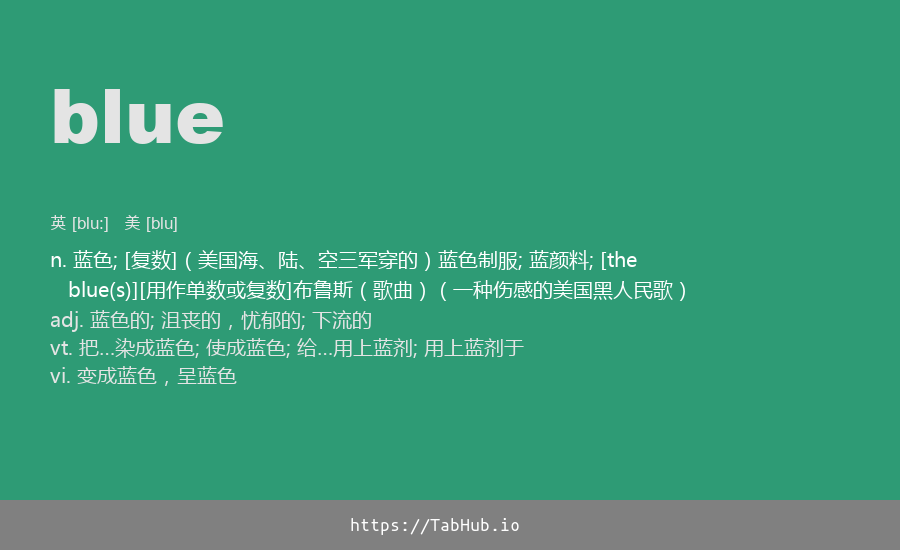 blue
英 [blu:] 美 [blu]
n. 蓝色; [复数]（美国海、陆、空三军穿的）蓝色制服; 蓝颜料; [the
blue(s)][用作单数或复数]布鲁斯（歌曲）（一种伤感的美国黑人民歌）
adj. 蓝色的; 沮丧的，忧郁的; 下流的
vt. 把…染成蓝色; 使成蓝色; 给…用上蓝剂; 用上蓝剂于
vi. 变成蓝色，呈蓝色
https://TabHub.io